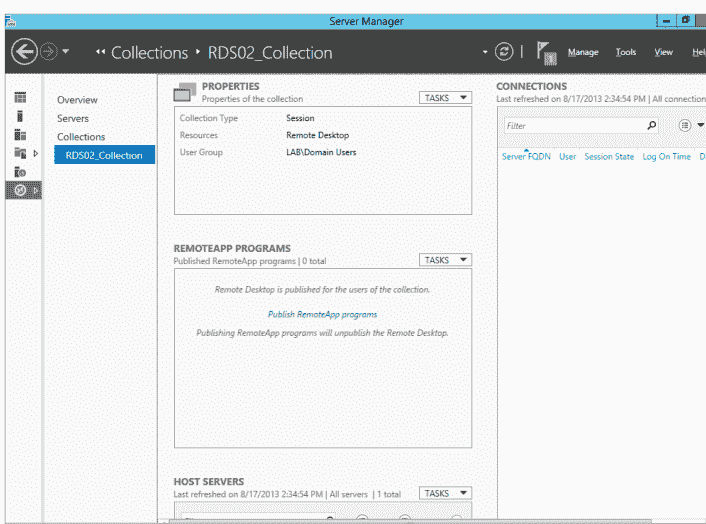 Server Manager
Collections RDS02_Collection
Manage Tools View
Overview
Servers
Collections
RDS02_Collection
PROPERTIES
Properties of the collection
TASKS
Collection Type Session
Resources Remote Desktop
User Group LAB\Domain Users
REMOTEAPP PROGRAMS
Published RemoteApp programs | 0 total
TASKS
Remote Desktop is published for the users of the collection.
Publish RemoteApp programs
Publishing RemoteApp programs will unpublish the Remote Desktop.
HOST SERVERS
Last refreshed on 8/17/2013 2:34:54 PM | All servers | 1 total
TASKS
CONNECTIONS
Last refreshed on 8/17/2013 2:34:54 PM | All connection
Filter
Server FQDN User Session State Log On Time D